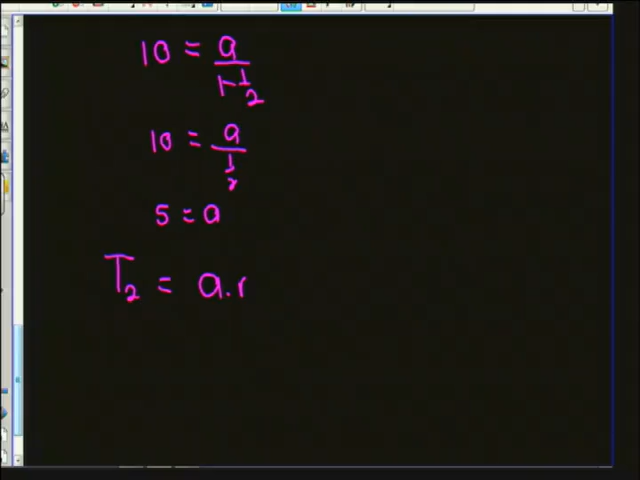 10 = a/(1-1/2)
10 = a/(1/2)
5 = a
T₂ = a.r